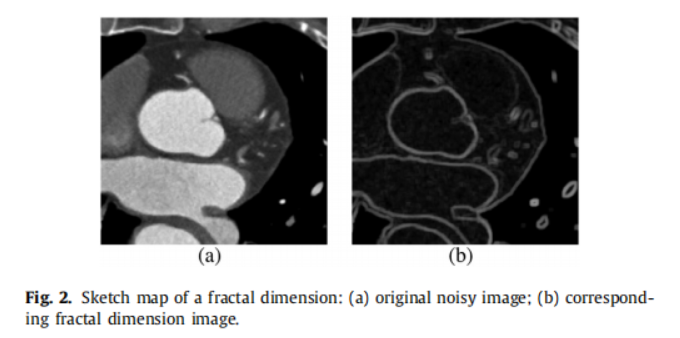 (a)
(b)
Fig. 2. Sketch map of a fractal dimension: (a) original noisy image; (b) correspond-
ing fractal dimension image.